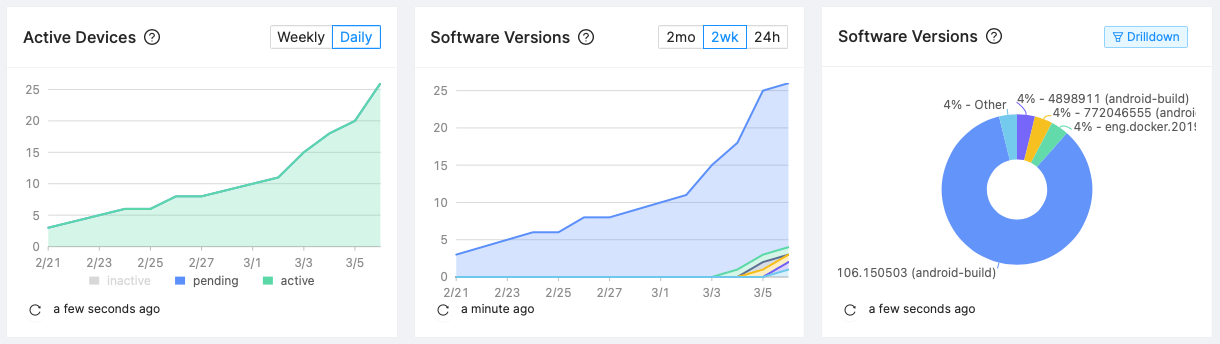 Active Devices ?
Weekly Daily
25
20
15
10
5
0
2/21 2/23 2/25 2/27 3/1 3/3 3/5
inactive pending active
a few seconds ago
Software Versions ?
2mo 2wk 24h
25
20
15
10
5
0
2/21 2/23 2/25 2/27 3/1 3/3 3/5
a minute ago
Software Versions ?
Drilldown
4% - Other
4% - 4898911 (android-build)
4% - 772046555 (androi
4% - eng.docker.2019
106.150503 (android-build)
a few seconds ago